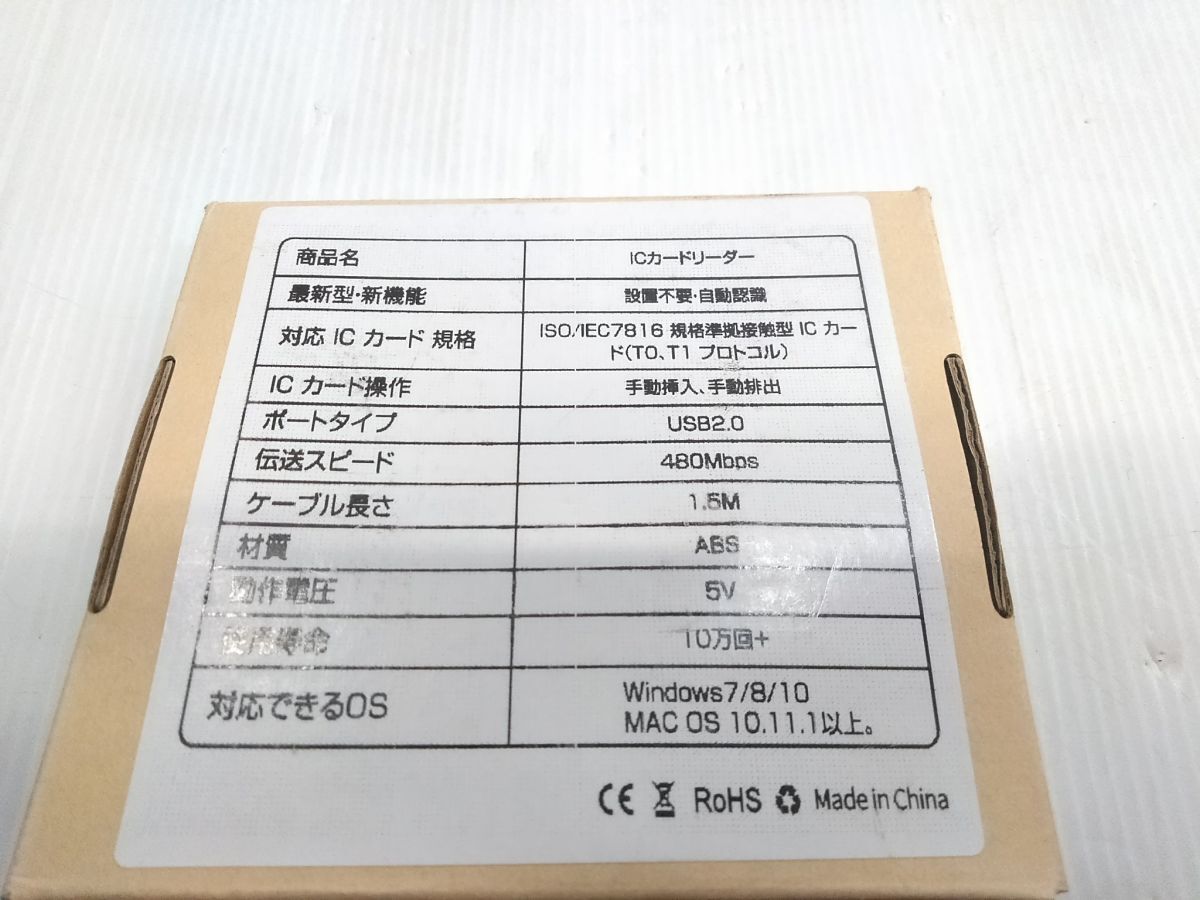 商品名 ICカードリーダー
最新型・新機能 設置不要・自動認識
対応 IC カード 規格 ISO/IEC7816 規格準拠接触型 IC カー
ド(T0、T1 プロトコル)
IC カード操作 手動挿入、手動排出
ポートタイプ USB2.0
伝送スピード 480Mbps
ケーブル長さ 1.5M
材質 ABS
動作電圧 5V
使用寿命 10万回+
対応できるOS Windows7/8/10
MAC OS 10.11.1以上。
CE RoHS Made in China